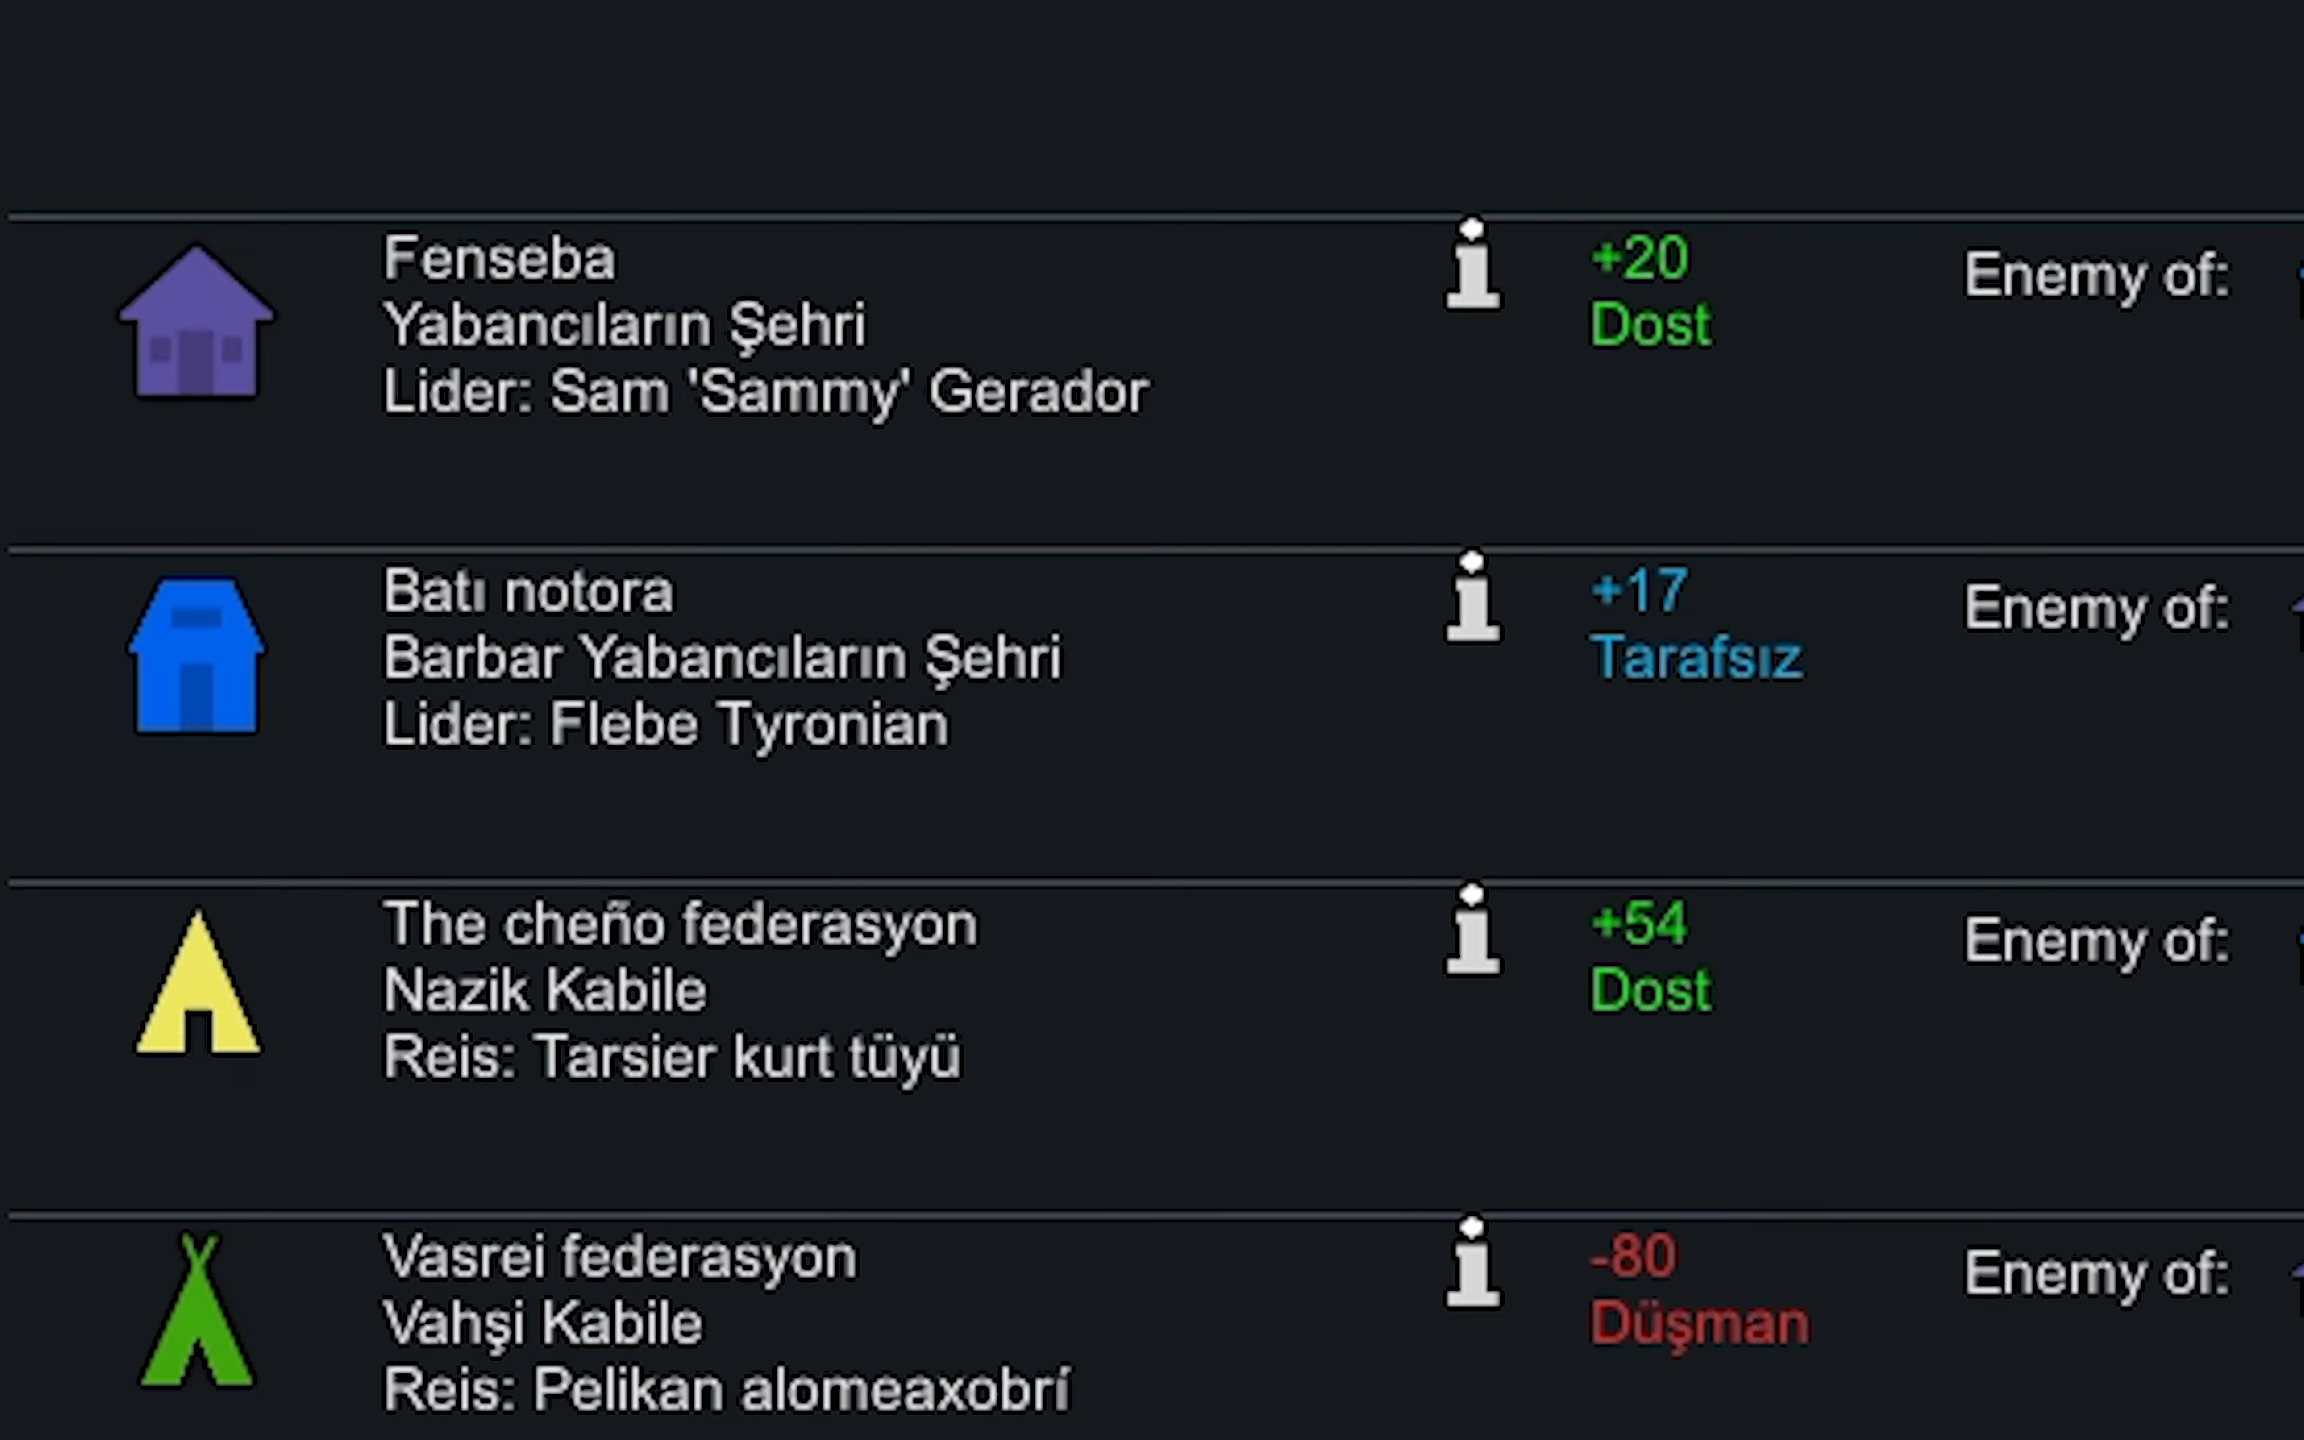 Fenseba
Yabancıların Şehri
Lider: Sam 'Sammy' Gerador
+20
Dost
Enemy of:
Batı notora
Barbar Yabancıların Şehri
Lider: Flebe Tyronian
+17
Tarafsız
Enemy of:
The cheño federasyon
Nazik Kabile
Reis: Tarsier kurt tüyü
+54
Dost
Enemy of:
Vasrei federasyon
Vahşi Kabile
Reis: Pelikan alomeaxobrí
-80
Düşman
Enemy of: